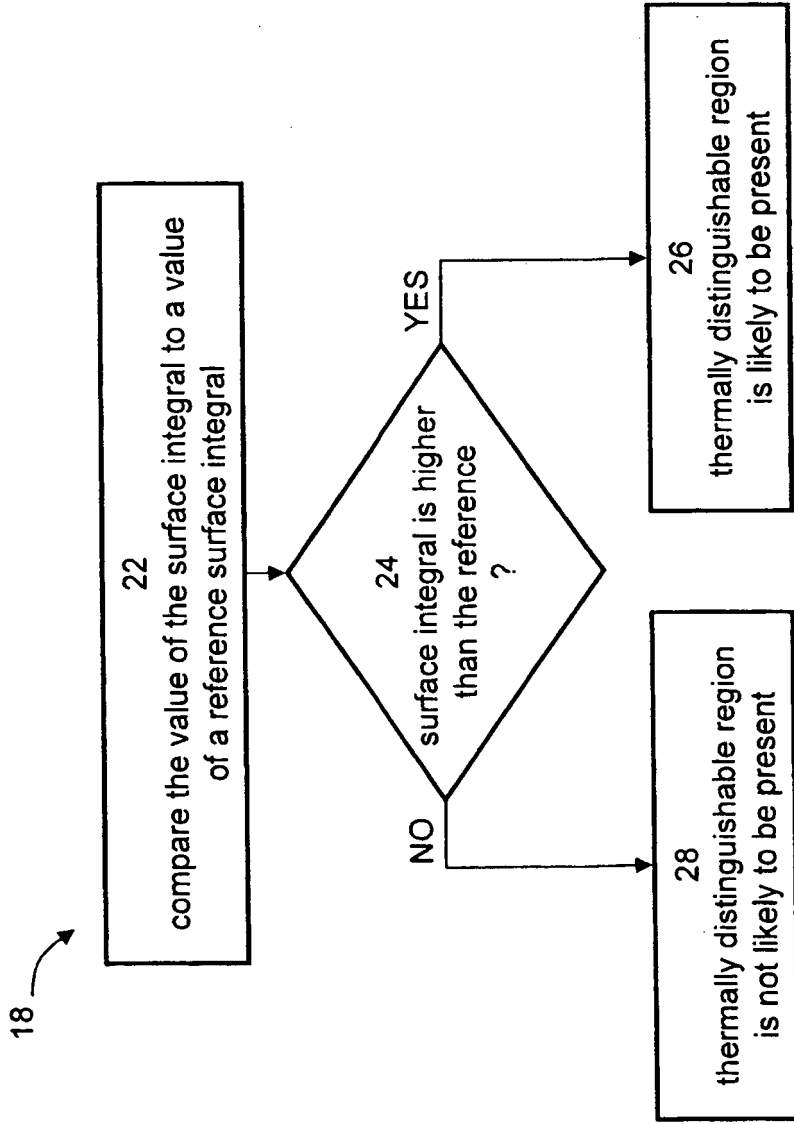 18
22
compare the value of the surface integral to a value
of a reference surface integral
24
surface integral is higher
than the reference
?
NO
YES
28
thermally distinguishable region
is not likely to be present
26
thermally distinguishable region
is likely to be present